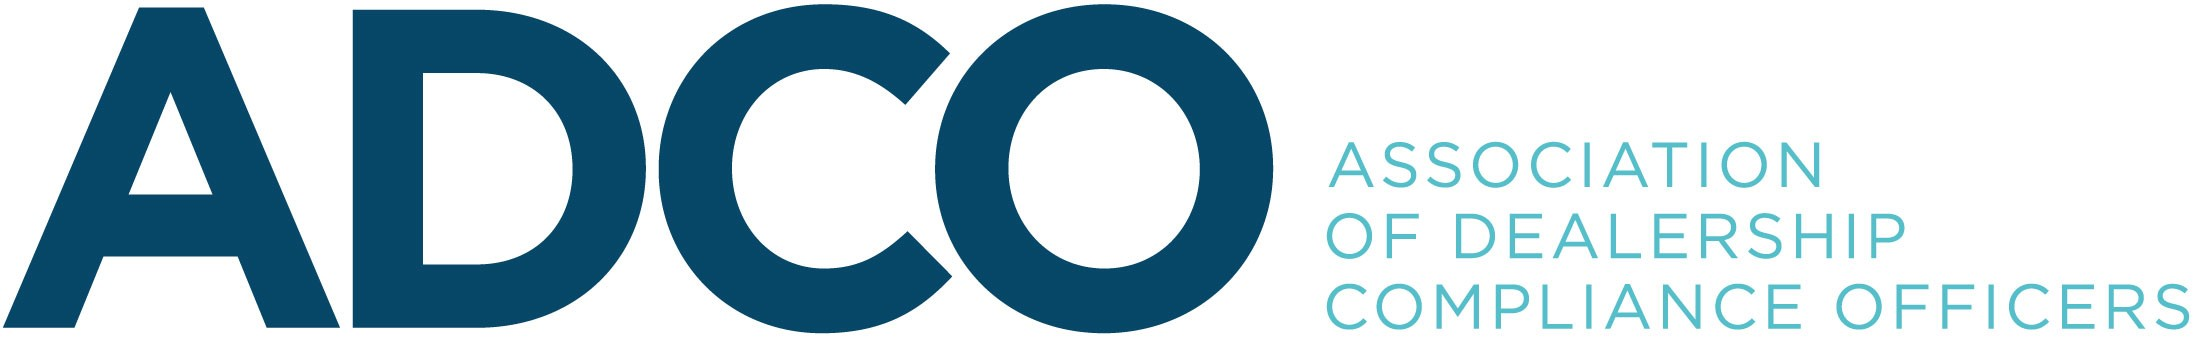 ADCO
ASSOCIATION
OF DEALERSHIP
COMPLIANCE OFFICERS